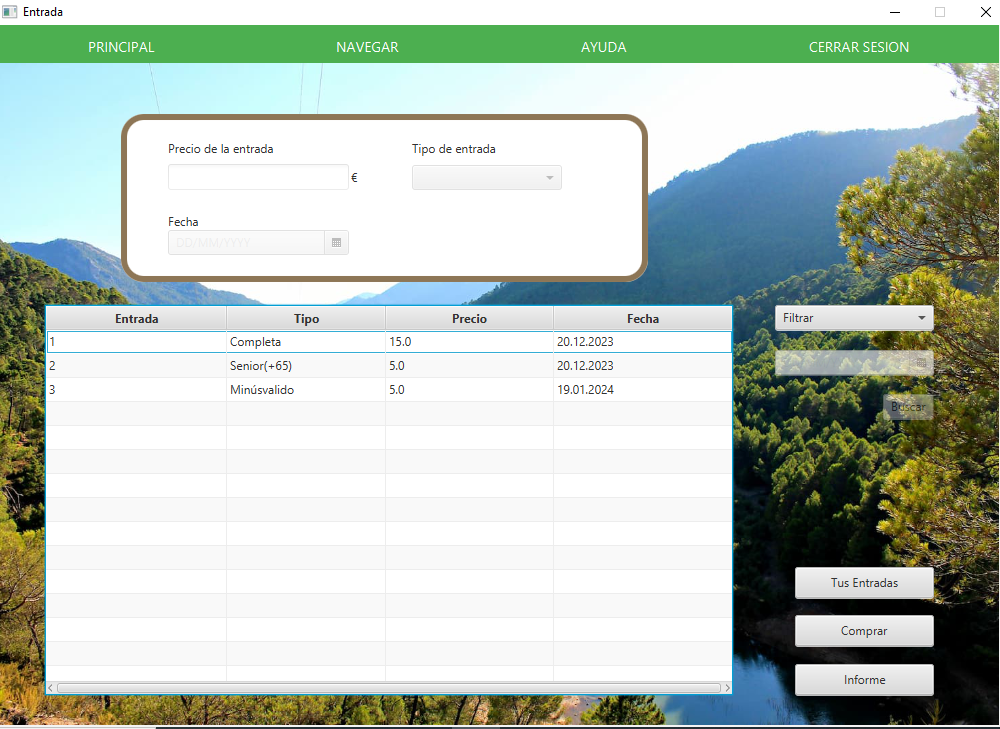 Entrada
PRINCIPAL NAVEGAR AYUDA CERRAR SESION
Precio de la entrada Tipo de entrada
€
Fecha
DD/MM/YYYY
Entrada Tipo Precio Fecha
1 Completa 15.0 20.12.2023
2 Senior(+65) 5.0 20.12.2023
3 Minúsvalido 5.0 19.01.2024
Filtrar
Buscar
Tus Entradas
Comprar
Informe